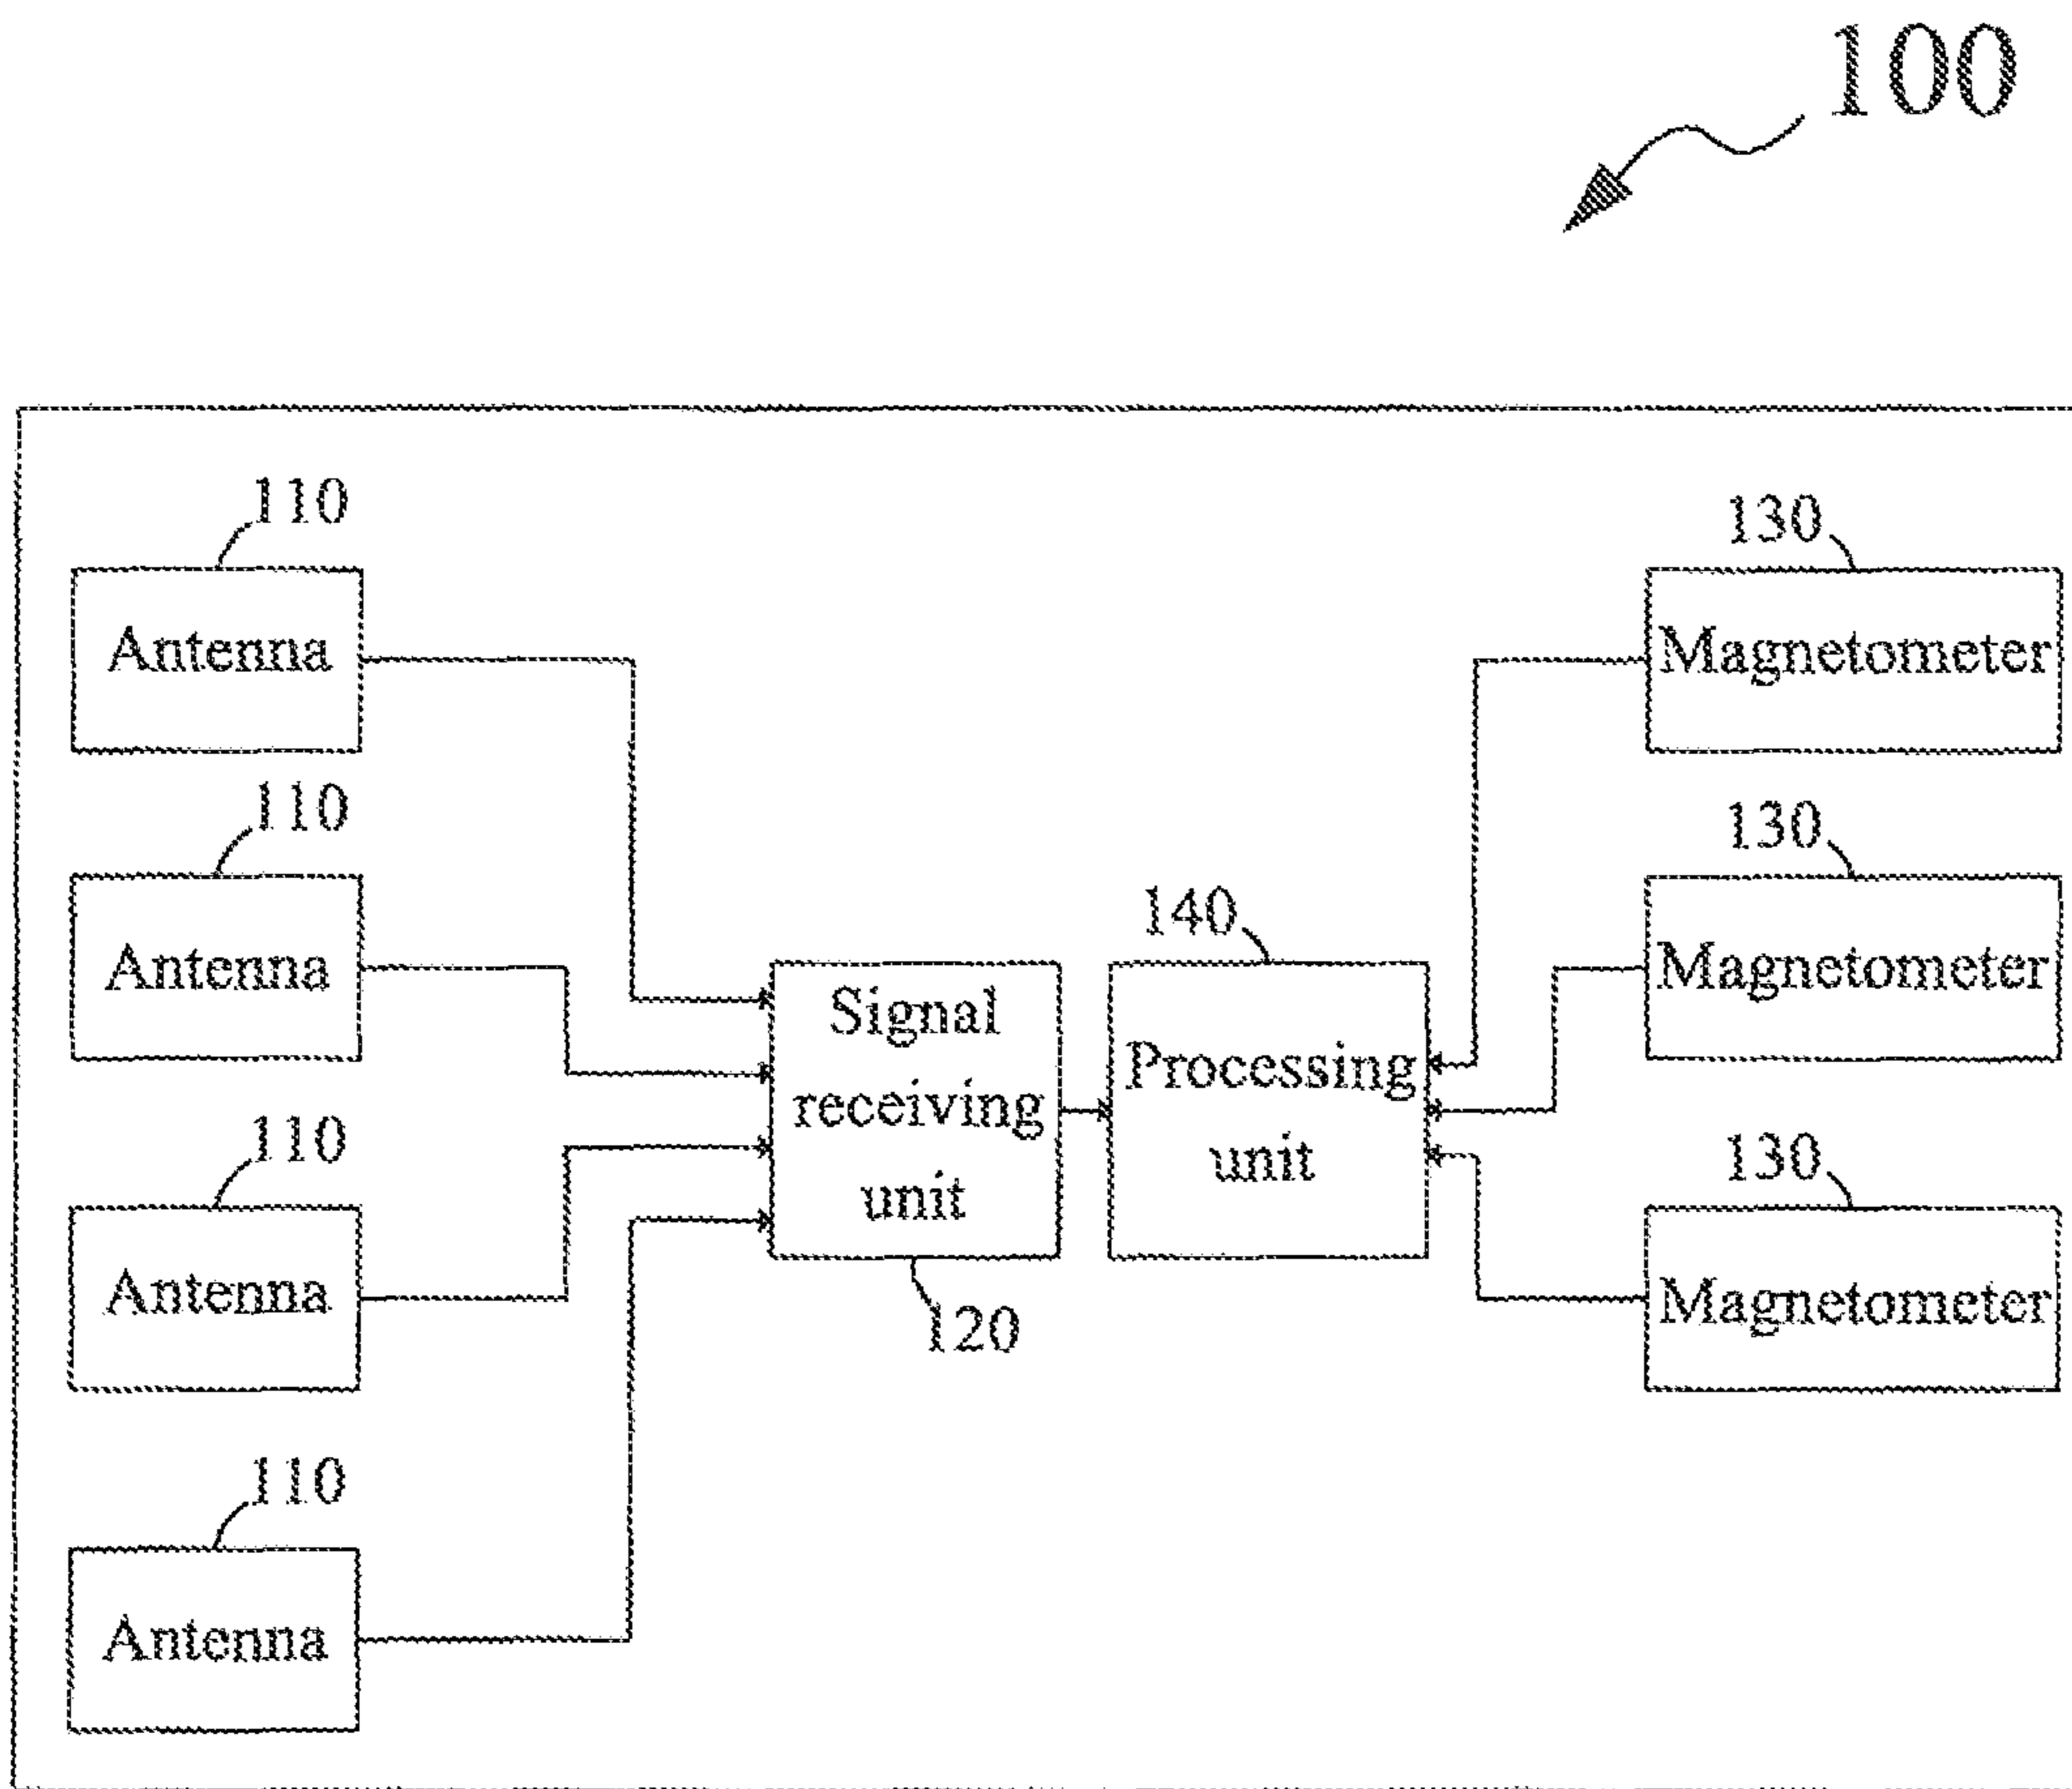 100
110
Antenna
110
Antenna
110
Antenna
110
Antenna
Signal
receiving
unit
120
140
Processing
unit
130
Magnetometer
130
Magnetometer
130
Magnetometer